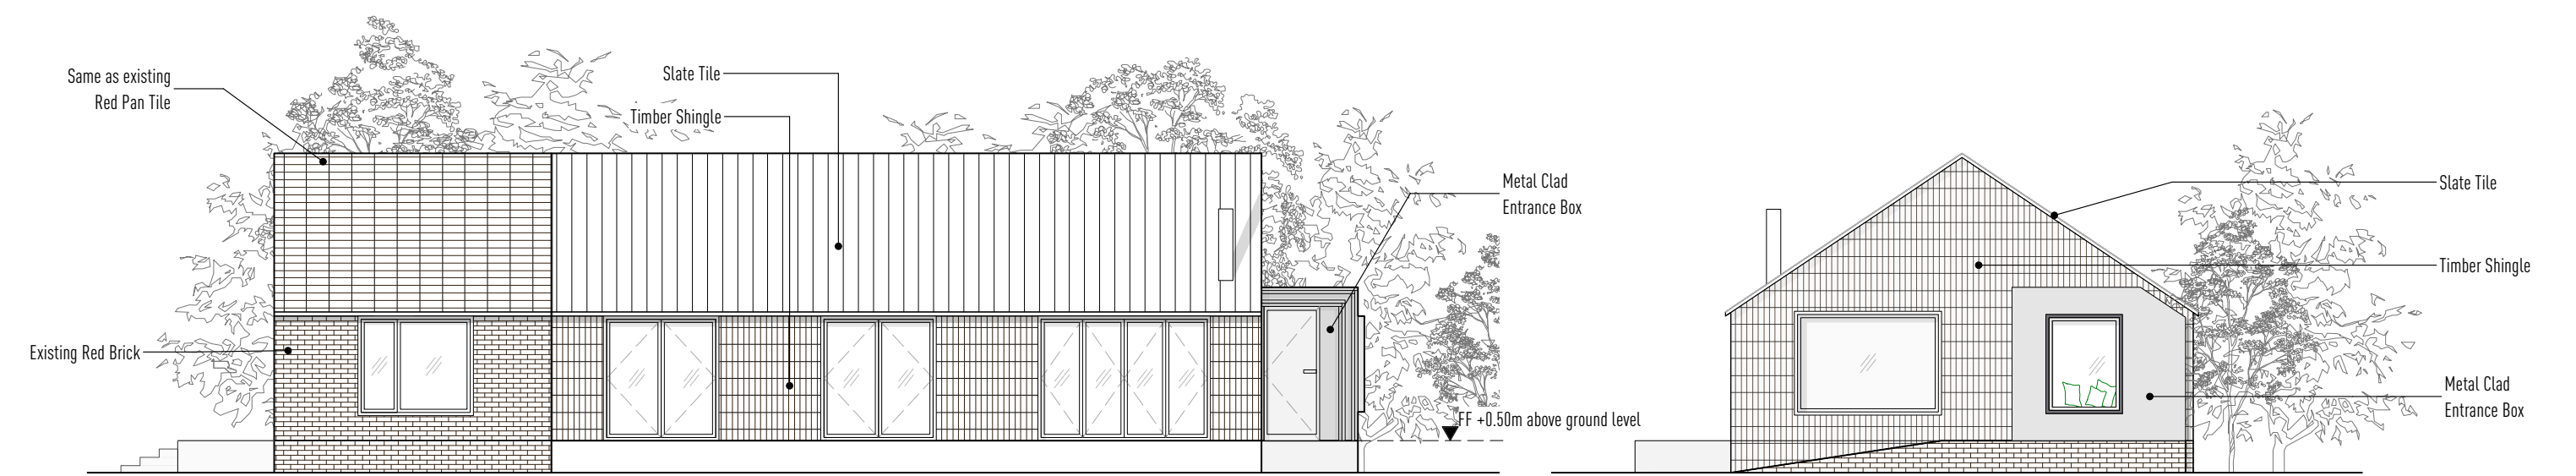 Same as existing
Red Pan Tile
Slate Tile
Timber Shingle
Existing Red Brick
Metal Clad
Entrance Box
FF +0.50m above ground level
Slate Tile
Timber Shingle
Metal Clad
Entrance Box